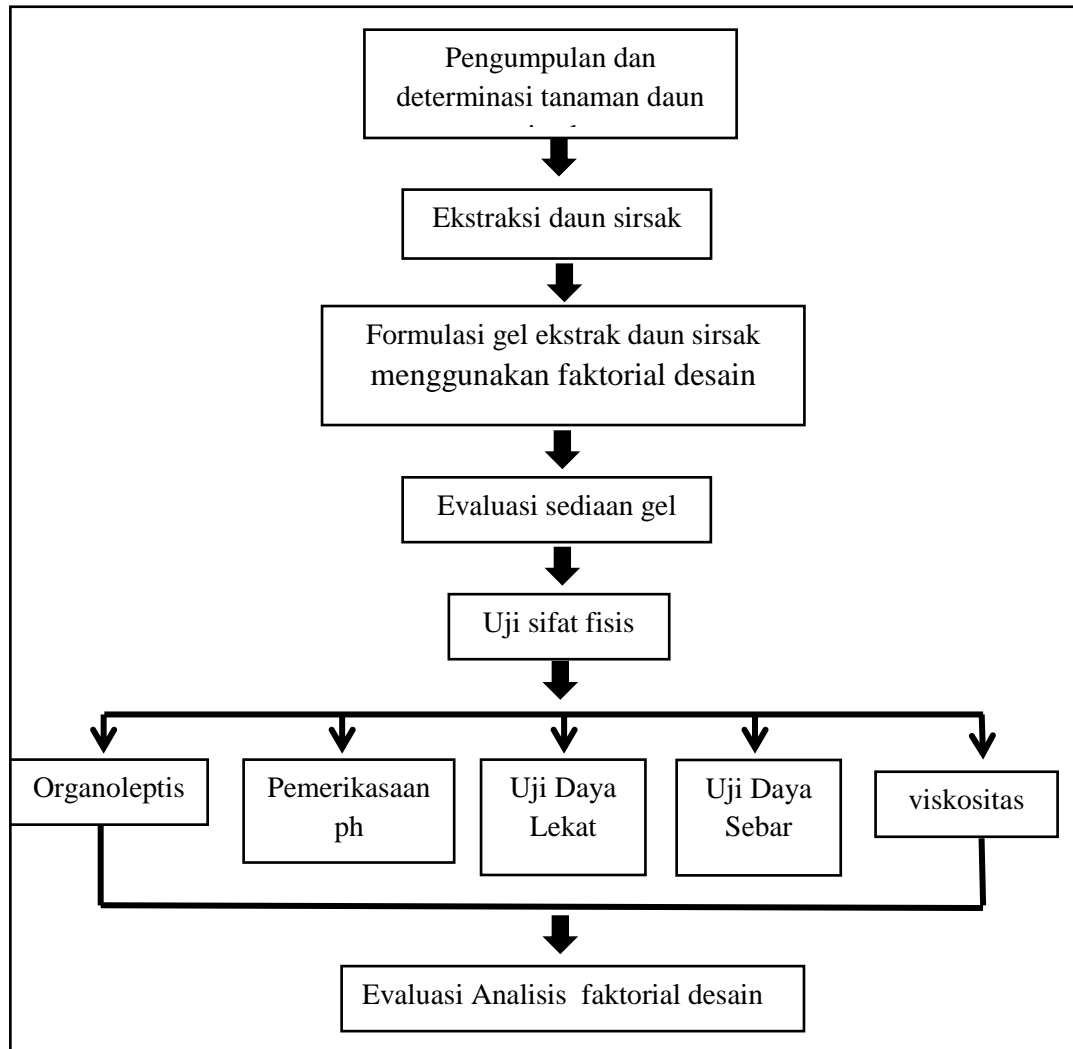 Pengumpulan dan
determinasi tanaman daun
Ekstraksi daun sirsak
Formulasi gel ekstrak daun sirsak
menggunakan faktorial desain
Evaluasi sediaan gel
Uji sifat fisis
Organoleptis
Pemerikasaan
ph
Uji Daya
Lekat
Uji Daya
Sebar
viskositas
Evaluasi Analisis faktorial desain